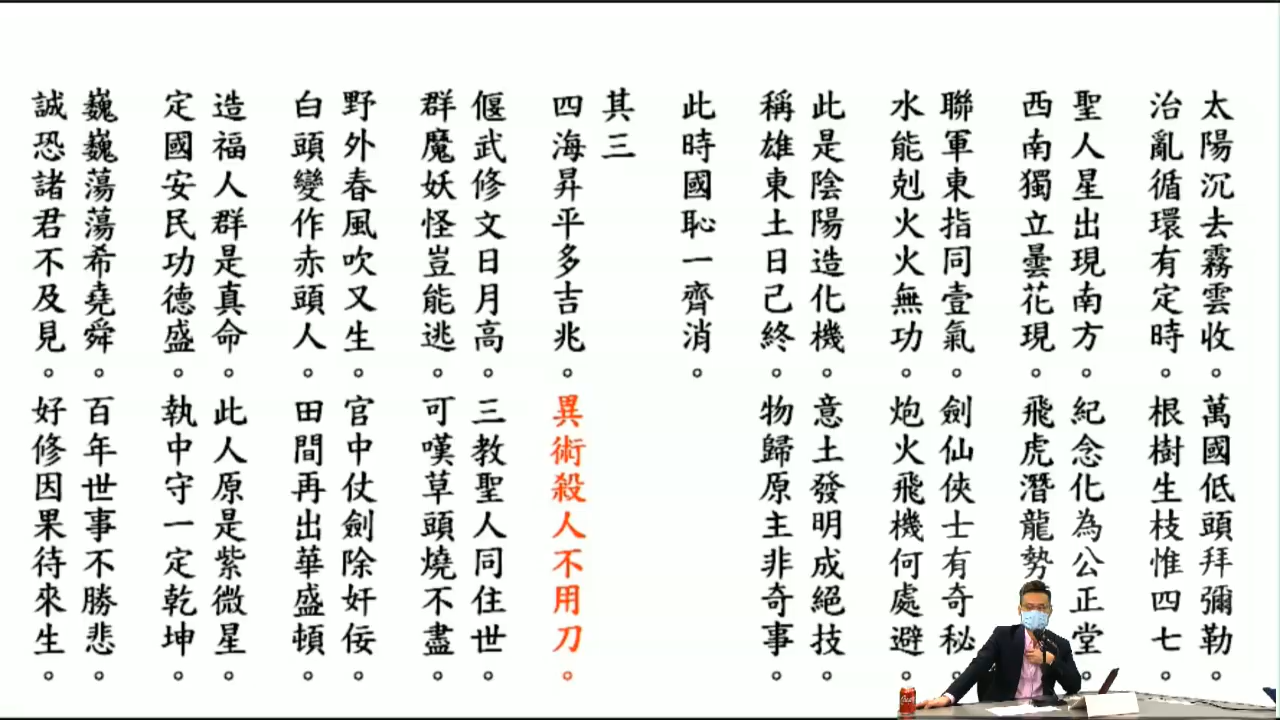 太陽沉去霧雲收。萬國低頭拜彌勒。
治亂循環有定時。根樹生枝惟四七。
聖人星出現南方。紀念化為公正堂。
西南獨立曇花現。飛虎潛龍勢
聯軍東指同壹氣。劍仙俠士有奇秘。
水能剋火火無功。炮火飛機何處避。
此是陰陽造化機。意土發明成絕技。
稱雄東土日己終。物歸原主非奇事。
此時國恥一齊消。
其三
四海昇平多吉兆。異術殺人不用刀。
偃武修文日月高。三教聖人同住世。
群魔妖怪豈能逃。可嘆草頭燒不盡。
野外春風吹又生。官中仗劍除奸佞。
白頭變作赤頭人。田間再出華盛頓。
造福人群是真命。此人原是紫微星。
定國安民功德盛。執中守一定乾坤。
巍巍蕩蕩希堯舜。百年世事不勝悲。
誠恐諸君不及見。好修因果待來生。